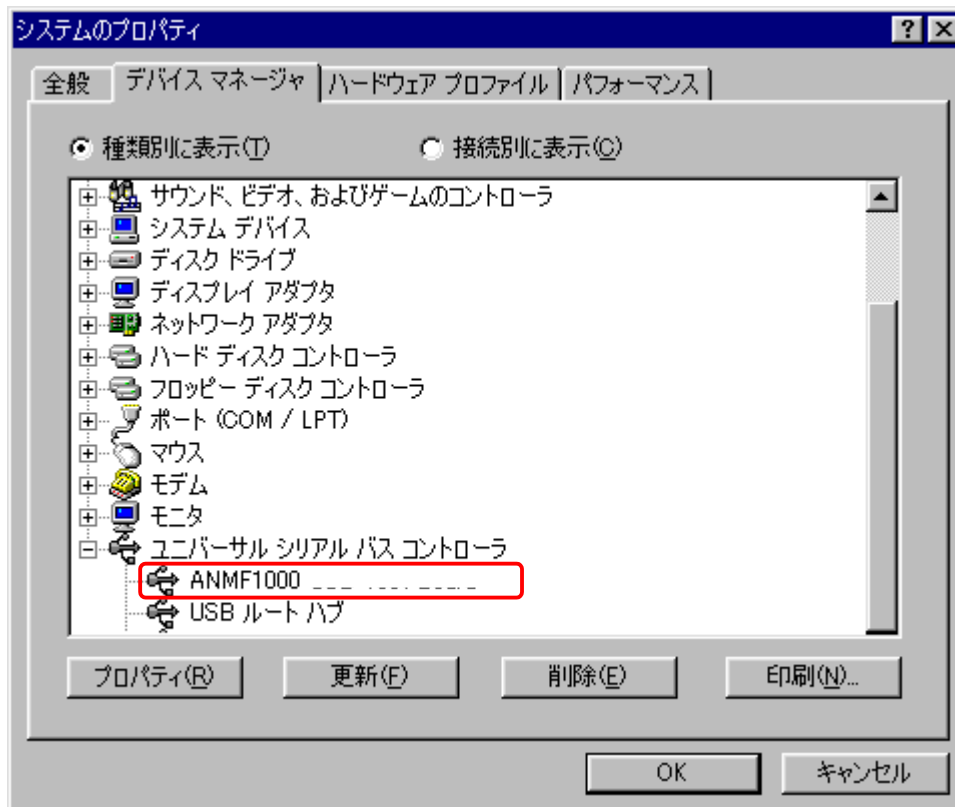 システムのプロパティ
全般 デバイス マネージャ ハードウェア プロファイル パフォーマンス
種類別に表示(T) 接続別に表示(C)
サウンド、ビデオ、およびゲームのコントローラ
システム デバイス
ディスク ドライブ
ディスプレイ アダプタ
ネットワーク アダプタ
ハード ディスク コントローラ
フロッピー ディスク コントローラ
ポート (COM / LPT)
マウス
モデム
モニタ
ユニバーサル シリアル バス コントローラ
ANMF1000
USB ルート ハブ
プロパティ(R) 更新(F) 削除(E) 印刷(N)...
OK キャンセル